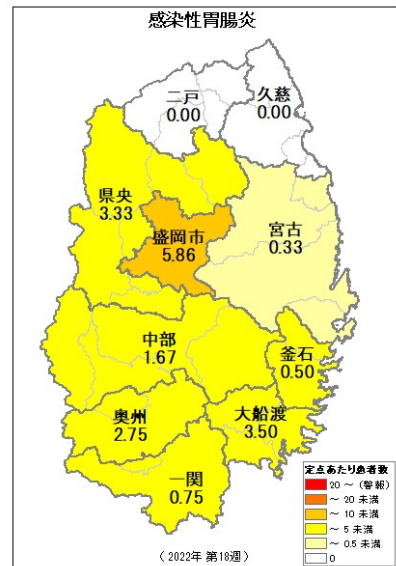 感染性胃腸炎
二戸
0.00
久慈
0.00
県央
3.33
盛岡市
5.86
宮古
0.33
中部
1.67
釜石
0.50
奥州
2.75
大船渡
3.50
一関
0.75
定点あたり患者数
20 ~ (警報)
~ 20 未満
~ 10 未満
~ 5 未満
~ 0.5 未満
0
(2022年 第18週)